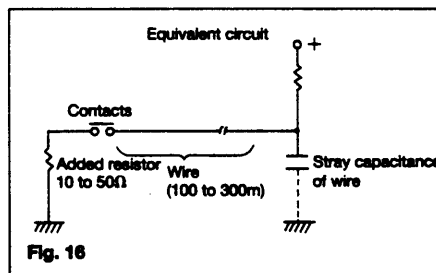 Equivalent circuit
+
Contacts
Added resistor
10 to 50Ω
Wire
(100 to 300m)
Stray capacitance
of wire
Fig. 16